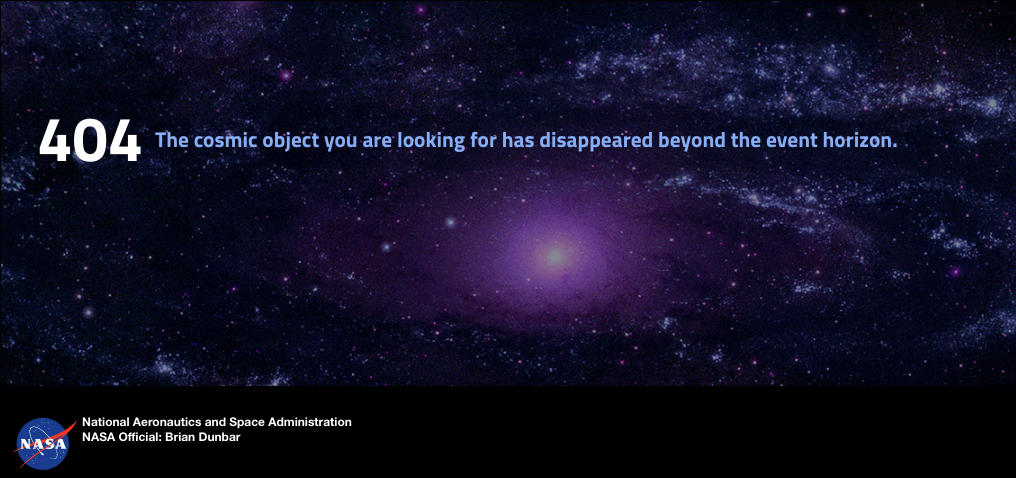 404 The cosmic object you are looking for has disappeared beyond the event horizon.
National Aeronautics and Space Administration
NASA Official: Brian Dunbar
NASA